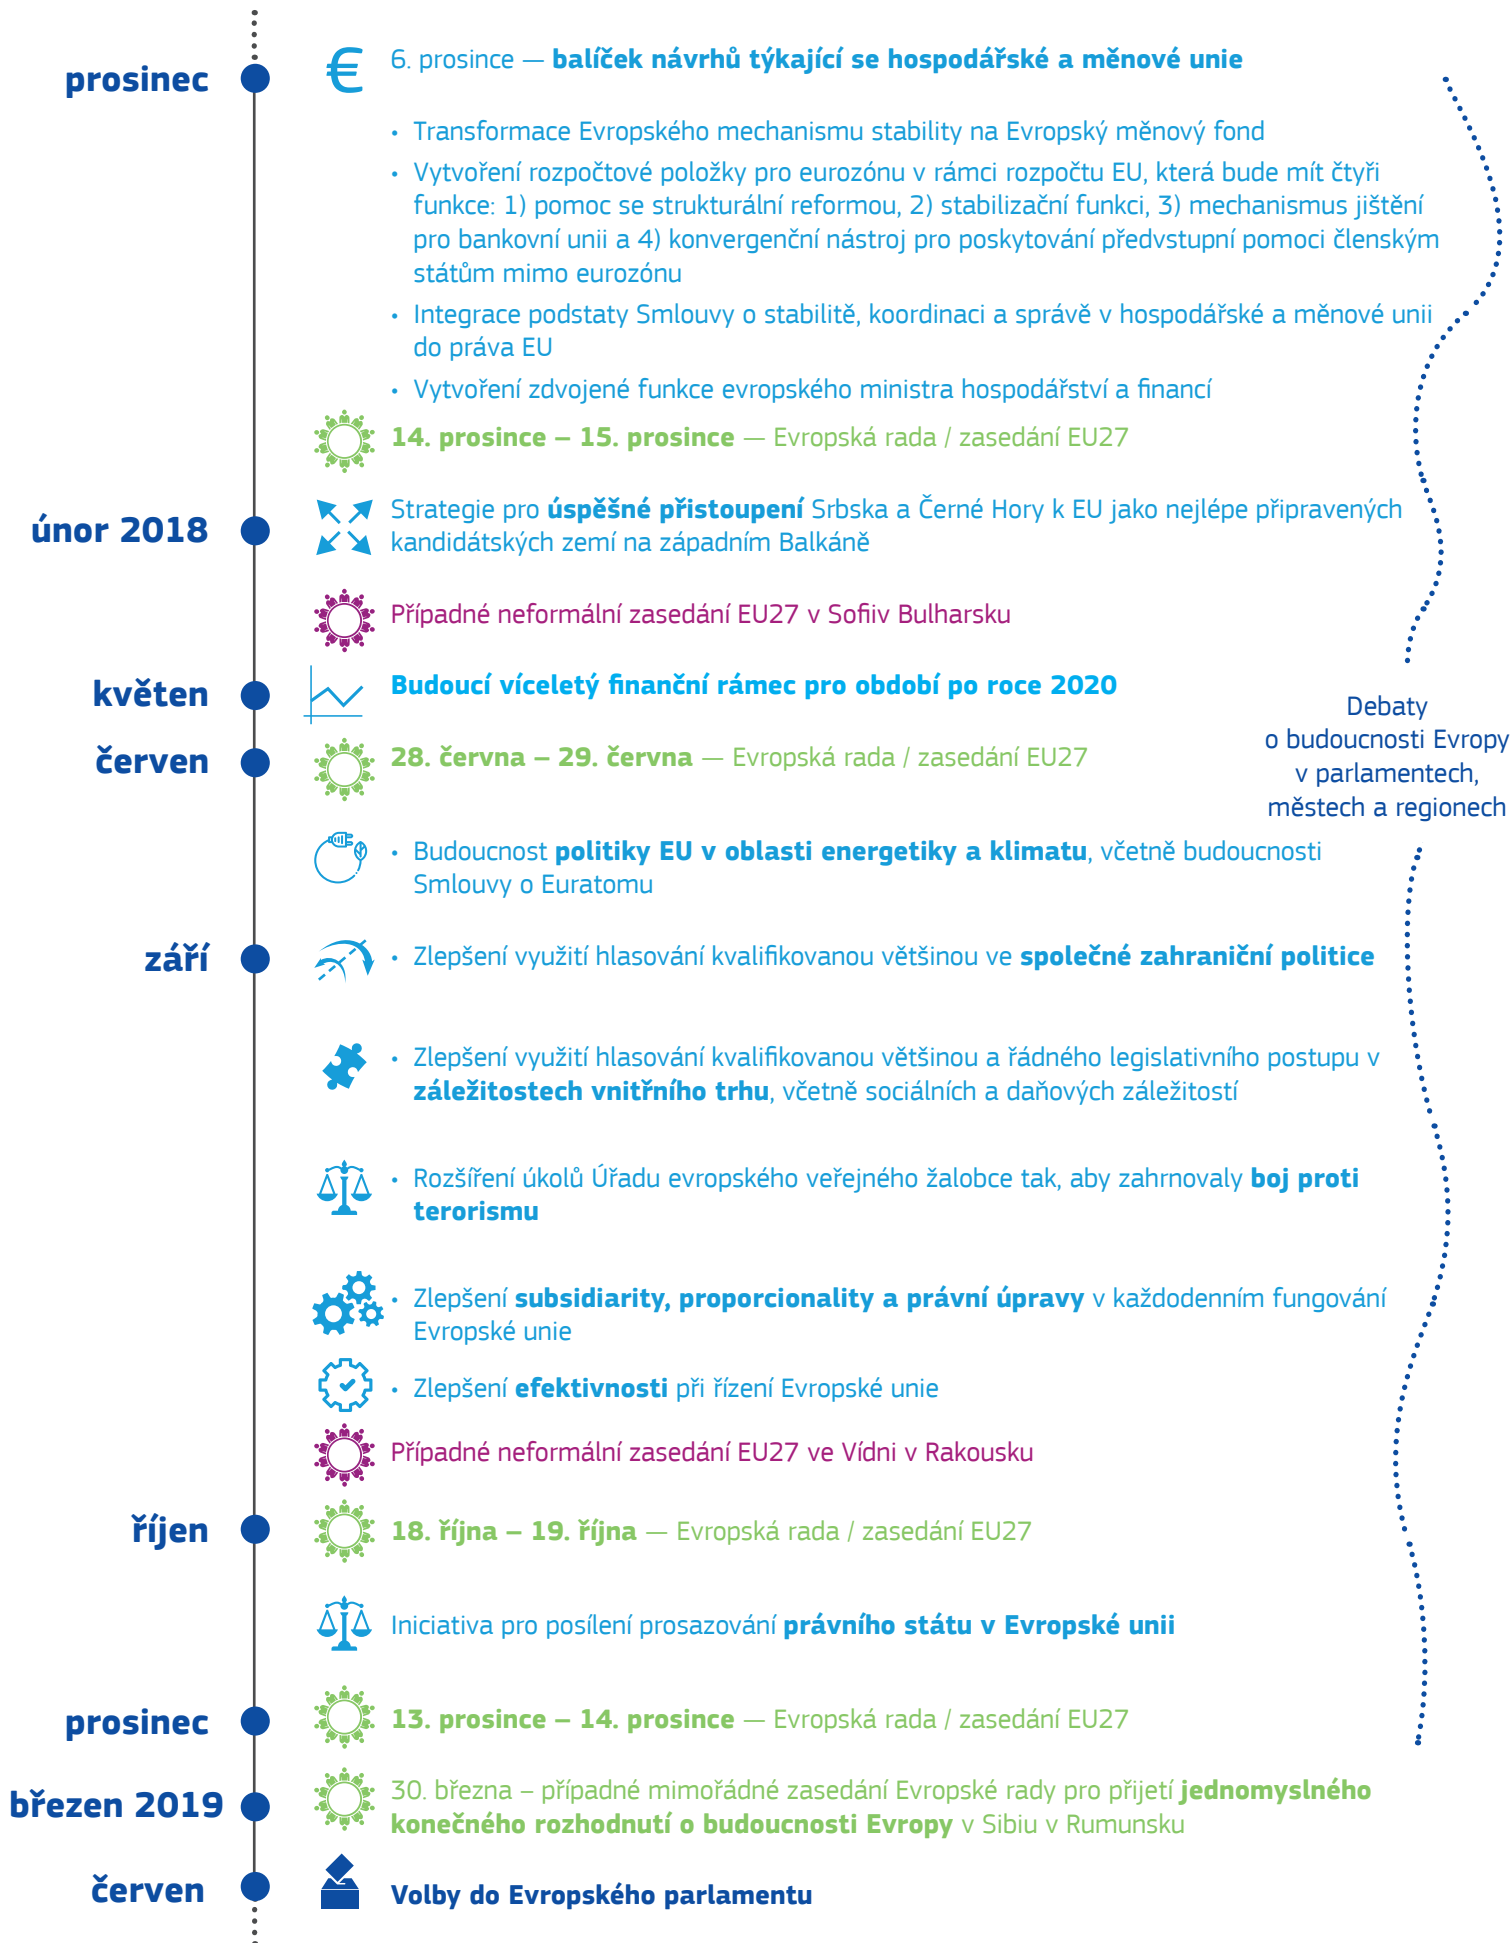 prosinec
€
6. prosince — balíček návrhů týkající se hospodářské a měnové unie
• Transformace Evropského mechanismu stability na Evropský měnový fond
• Vytvoření rozpočtové položky pro eurozónu v rámci rozpočtu EU, která bude mít čtyři
funkce: 1) pomoc se strukturální reformou, 2) stabilizační funkci, 3) mechanismus jištění
pro bankovní unii a 4) konvergenční nástroj pro poskytování předvstupní pomoci členským
státům mimo eurozónu
• Integrace podstaty Smlouvy o stabilitě, koordinaci a správě v hospodářské a měnové unii
do práva EU
• Vytvoření zdvojené funkce evropského ministra hospodářství a financí
14. prosince – 15. prosince — Evropská rada / zasedání EU27
únor 2018
Strategie pro úspěšné přistoupení Srbska a Černé Hory k EU jako nejlépe připravených
kandidátských zemí na západním Balkáně
Případné neformální zasedání EU27 v Sofiiv Bulharsku
květen
Budoucí víceletý finanční rámec pro období po roce 2020
Debaty
o budoucnosti Evropy
v parlamentech,
městech a regionech
červen
28. června – 29. června — Evropská rada / zasedání EU27
• Budoucnost politiky EU v oblasti energetiky a klimatu, včetně budoucnosti
Smlouvy o Euratomu
září
• Zlepšení využití hlasování kvalifikovanou většinou ve společné zahraniční politice
• Zlepšení využití hlasování kvalifikovanou většinou a řádného legislativního postupu v
záležitostech vnitřního trhu, včetně sociálních a daňových záležitostí
• Rozšíření úkolů Úřadu evropského veřejného žalobce tak, aby zahrnovaly boj proti
terorismu
• Zlepšení subsidiarity, proporcionality a právní úpravy v každodenním fungování
Evropské unie
• Zlepšení efektivnosti při řízení Evropské unie
Případné neformální zasedání EU27 ve Vídni v Rakousku
říjen
18. října – 19. října — Evropská rada / zasedání EU27
Iniciativa pro posílení prosazování právního státu v Evropské unii
prosinec
13. prosince – 14. prosince — Evropská rada / zasedání EU27
březen 2019
30. března – případné mimořádné zasedání Evropské rady pro přijetí jednomyslného
konečného rozhodnutí o budoucnosti Evropy v Sibiu v Rumunsku
červen
Volby do Evropského parlamentu